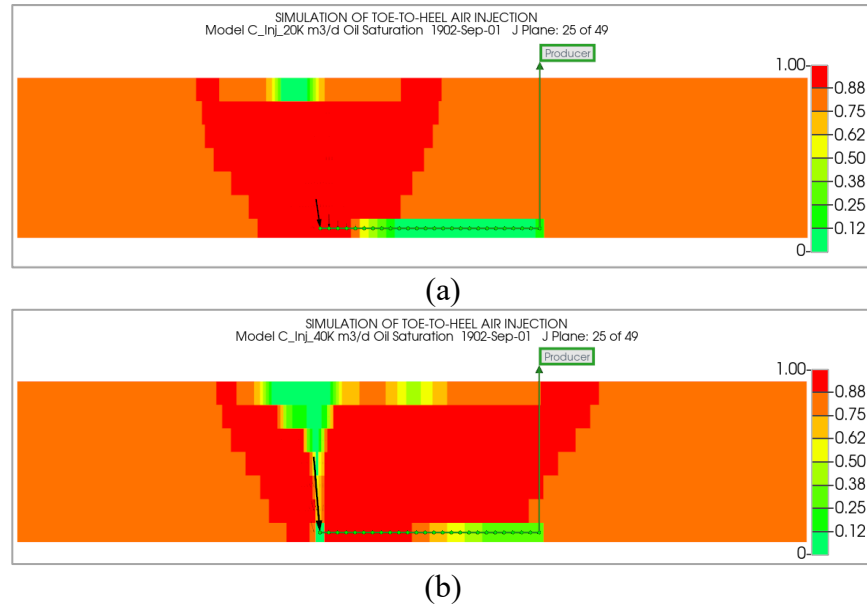 SIMULATION OF TOE-TO-HEEL AIR INJECTION
Model C_Inj_20K m3/d Oil Saturation 1902-Sep-01 J Plane: 25 of 49
Producer
1.00
0.88
0.75
0.62
0.50
0.38
0.25
0.12
0
(a)
SIMULATION OF TOE-TO-HEEL AIR INJECTION
Model C_Inj_40K m3/d Oil Saturation 1902-Sep-01 J Plane: 25 of 49
Producer
1.00
0.88
0.75
0.62
0.50
0.38
0.25
0.12
0
(b)